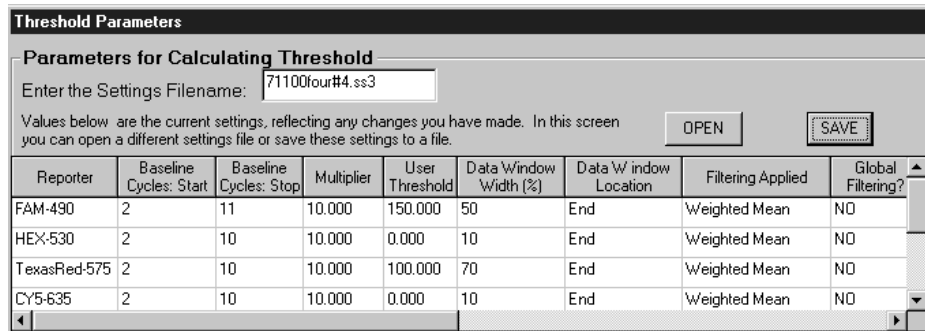 Threshold Parameters
Parameters for Calculating Threshold
Enter the Settings Filename: 71100four#4.ss3
Values below are the current settings, reflecting any changes you have made. In this screen
you can open a different settings file or save these settings to a file.
OPEN SAVE
Reporter Baseline Cycles: Start Baseline Cycles: Stop Multiplier User Threshold Data Window Width (%) Data Window Location Filtering Applied Global Filtering?
FAM-490 2 11 10.000 150.000 50 End Weighted Mean NO
HEX-530 2 10 10.000 0.000 10 End Weighted Mean NO
TexasRed-575 2 10 10.000 100.000 70 End Weighted Mean NO
CY5-635 2 10 10.000 0.000 10 End Weighted Mean NO